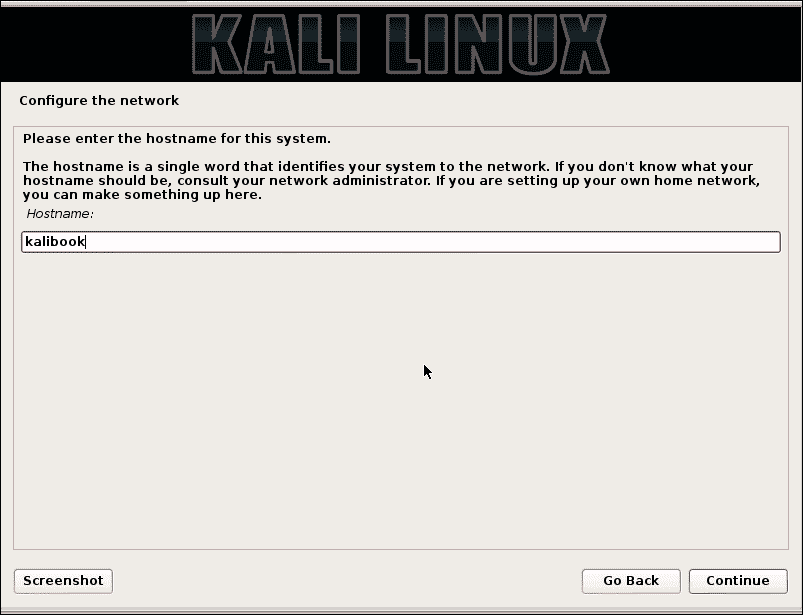 KALI LINUX
Configure the network
Please enter the hostname for this system.
The hostname is a single word that identifies your system to the network. If you don't know what your
hostname should be, consult your network administrator. If you are setting up your own home network,
you can make something up here.
Hostname:
kalibook
Screenshot
Go Back
Continue